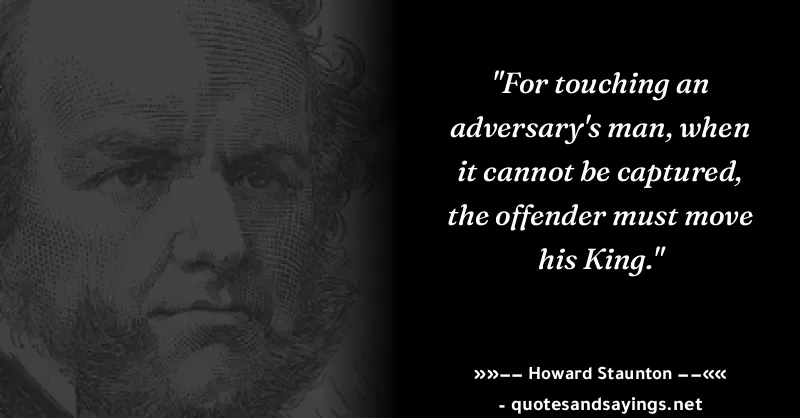 "For touching an
adversary's man, when
it cannot be captured,
the offender must move
his King."
»»—— Howard Staunton ——««
- quotesandsayings.net